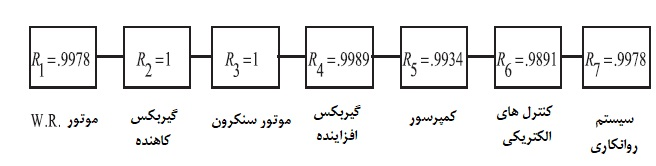 R1=.9978
R2=1
R3=1
R4=.9989
R5=.9934
R6=.9891
R7=.9978
موتور W.R.
گیربکس
کاهنده
موتور سنکرون
گیربکس
افزاینده
کمپرسور
کنترل های
الکتریکی
سیستم
روانکاری